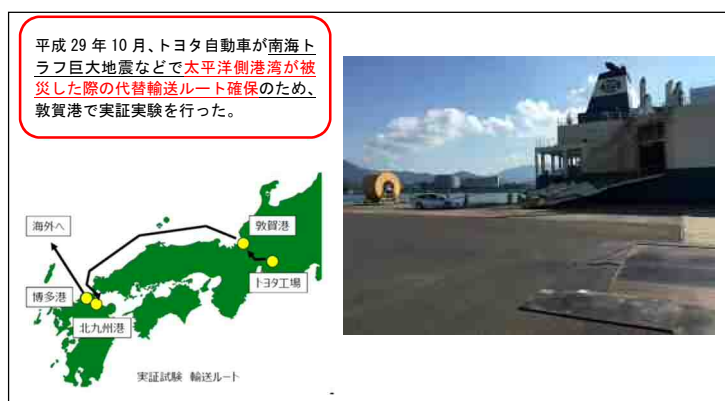 平成 29 年 10 月、トヨタ自動車が南海ト
ラフ巨大地震などで太平洋側港湾が被
災した際の代替輸送ルート確保のため、
敦賀港で実証実験を行った。
海外へ
敦賀港
トヨタ工場
博多港
北九州港
実証試験 輸送ルート